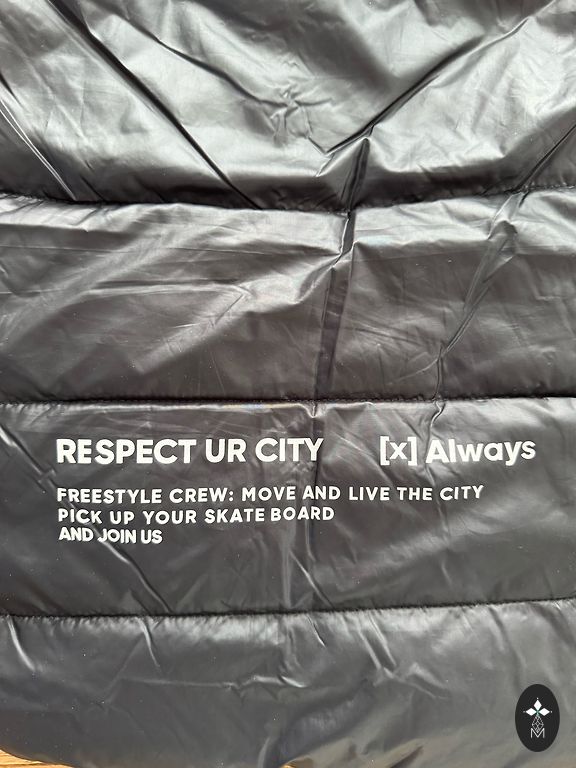 RESPECT UR CITY [x] Always
FREESTYLE CREW: MOVE AND LIVE THE CITY
PICK UP YOUR SKATE BOARD
AND JOIN US
M